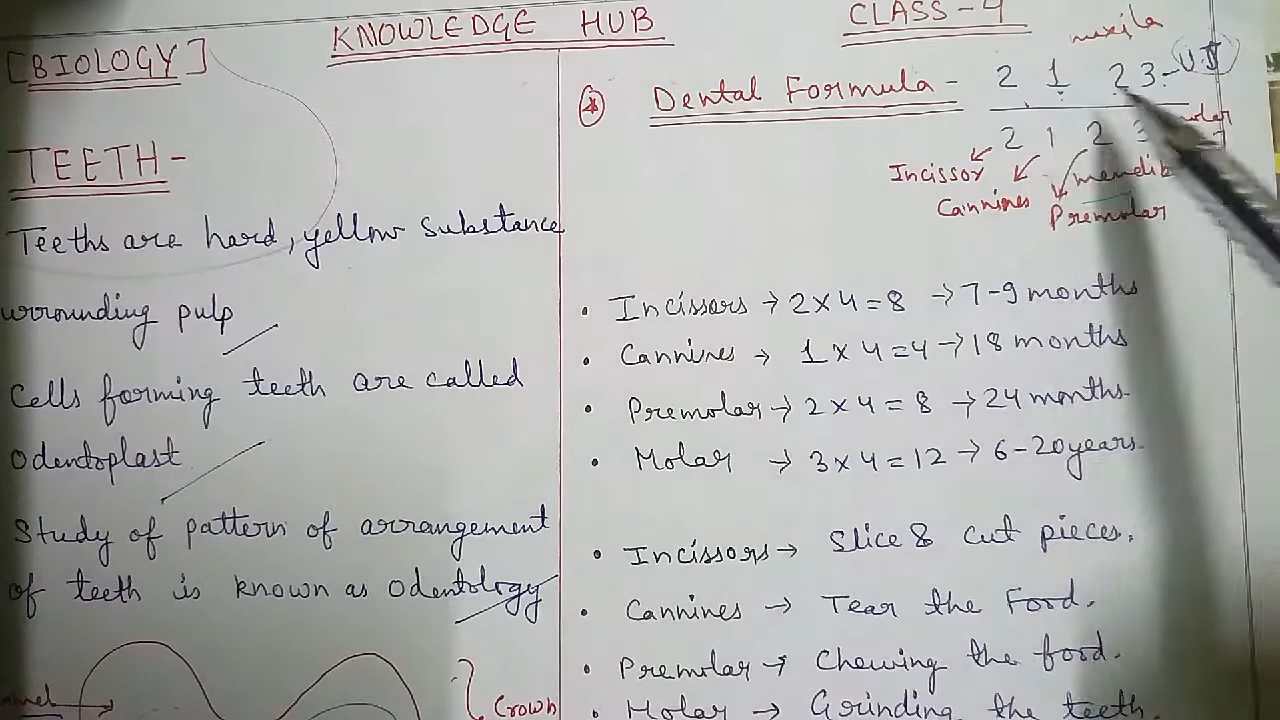 KNOWLEDGE HUB
CLASS-4
[BIOLOGY]
TEETH-
Teeths are hard, yellow substance
urrounding pulp
Cells forming teeth are called
Odentoplast
Study of pattern of arrangement
of teeth is known as Odentology
Crown
Dental Formula - 2 1 2 3 - UJ
maxila
2 1 2 3
Incissor
Cannines
Premolar
Incissors → 2 x 4 = 8 → 7-9 months
Cannines → 1 x 4 = 4 → 18 months
Premolar → 2 x 4 = 8 → 24 months
Molar → 3 x 4 = 12 → 6-20 years
Incissors → Slice & cut pieces.
Cannines → Tear the Food.
Premolar → Chewing the food.
Molar → Grinding the teeth.